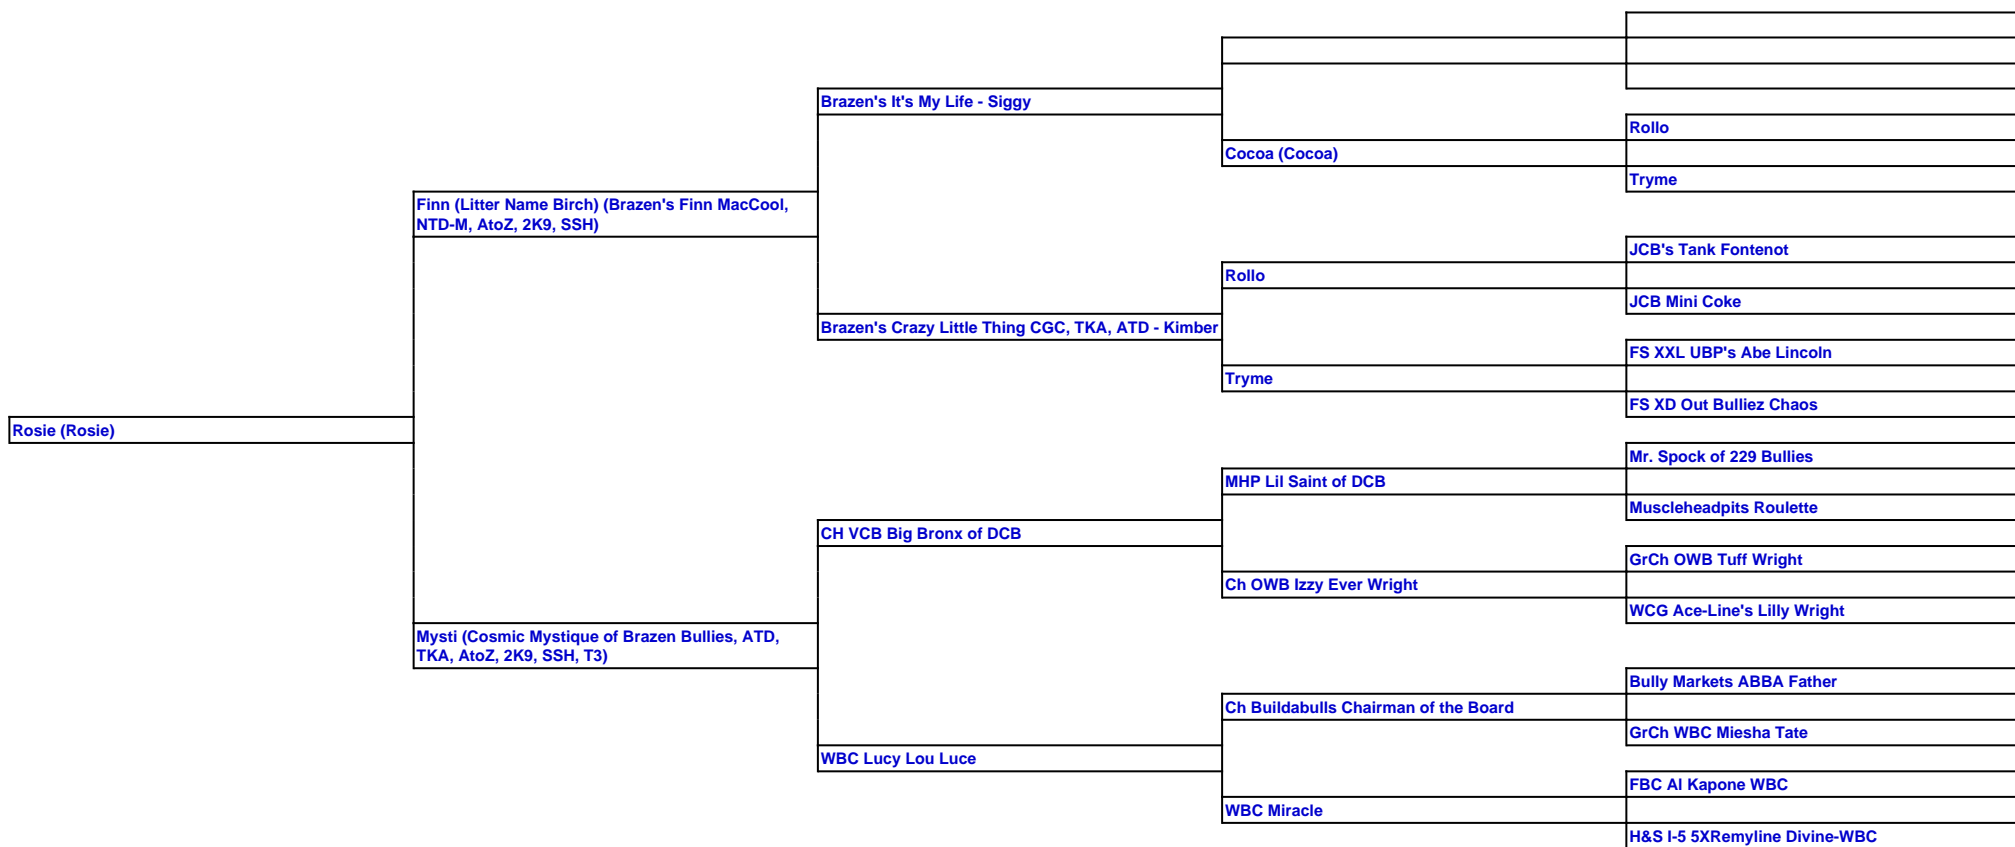 Brazen's It's My Life - Siggy
Rollo
Cocoa (Cocoa)
Tryme
Finn (Litter Name Birch) (Brazen's Finn MacCool,
NTD-M, AtoZ, 2K9, SSH)
JCB's Tank Fontenot
Rollo
JCB Mini Coke
Brazen's Crazy Little Thing CGC, TKA, ATD - Kimber
FS XXL UBP's Abe Lincoln
Tryme
FS XD Out Bulliez Chaos
Rosie (Rosie)
Mr. Spock of 229 Bullies
MHP Lil Saint of DCB
Muscleheadpits Roulette
CH VCB Big Bronx of DCB
GrCh OWB Tuff Wright
Ch OWB Izzy Ever Wright
WCG Ace-Line's Lilly Wright
Mysti (Cosmic Mystique of Brazen Bullies, ATD,
TKA, AtoZ, 2K9, SSH, T3)
Bully Markets ABBA Father
Ch Buildabulls Chairman of the Board
GrCh WBC Miesha Tate
WBC Lucy Lou Luce
FBC Al Kapone WBC
WBC Miracle
H&S I-5 5XRemyline Divine-WBC